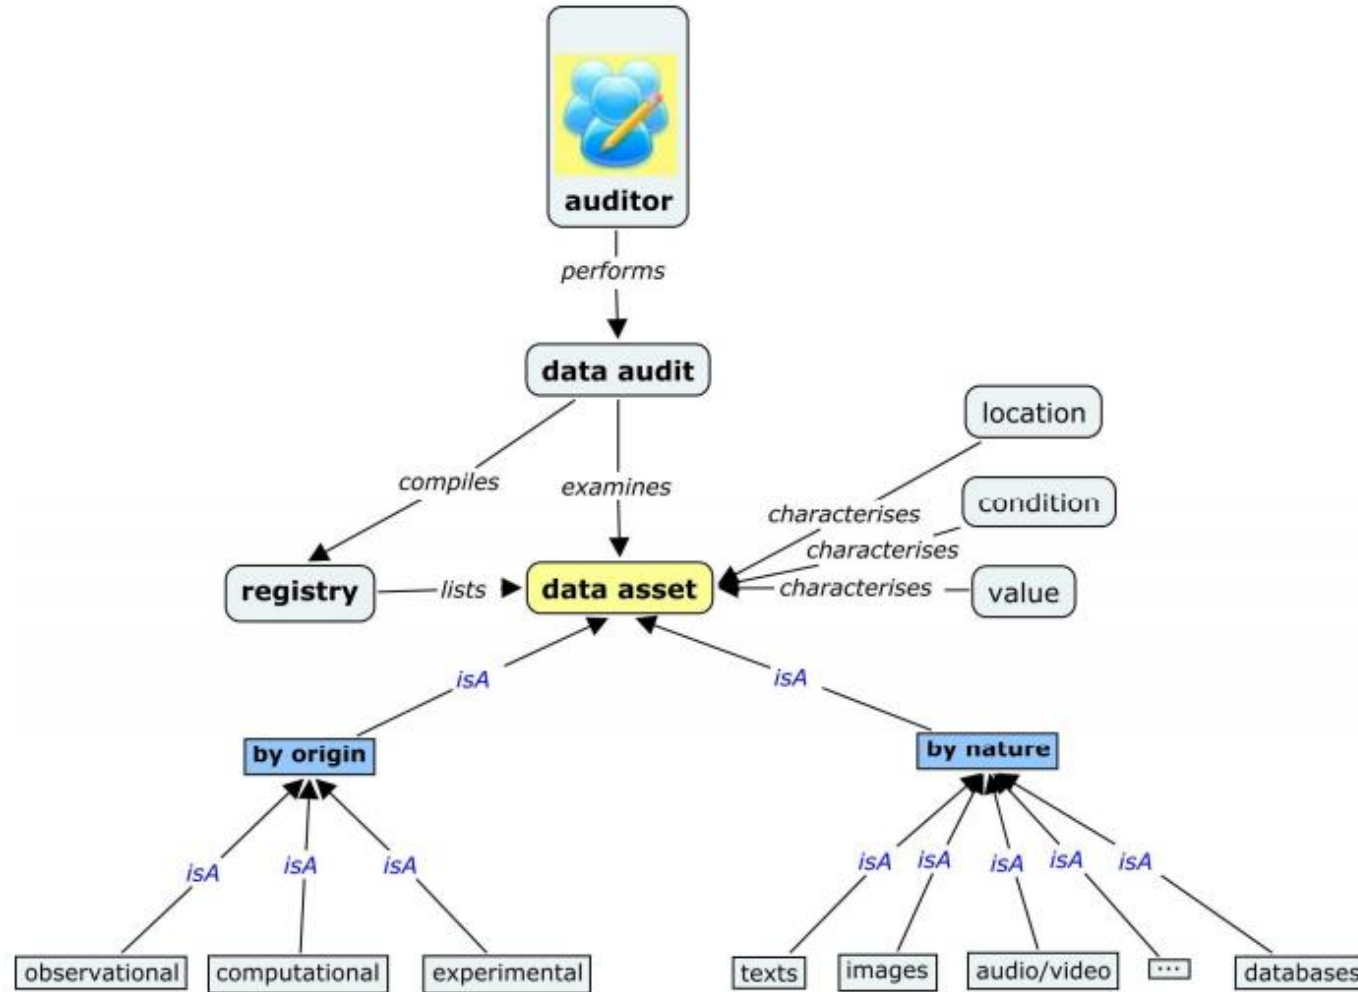 auditor
performs
data audit
location
compiles
examines
condition
characterises
characterises
registry
lists
data asset
characterises
value
isA
isA
by origin
by nature
isA
isA
isA
isA
isA
isA
isA
isA
observational
computational
experimental
texts
images
audio/video
...
databases